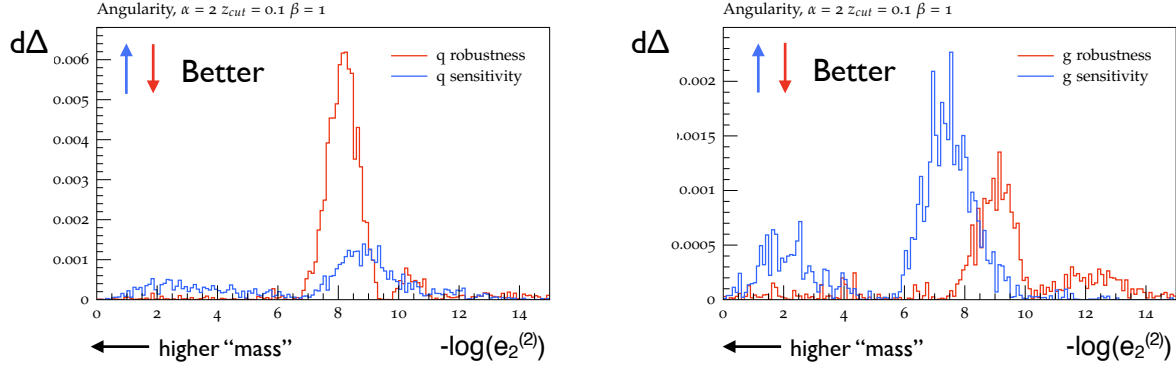 Angularity, α = 2 z_cut = 0.1 β = 1
dΔ
Better
q robustness
q sensitivity
0.006
0.005
0.004
0.003
0.002
0.001
0
0 2 4 6 8 10 12 14
higher "mass"
-log(e₂⁽²⁾)
Angularity, α = 2 z_cut = 0.1 β = 1
dΔ
Better
g robustness
g sensitivity
0.002
0.0015
0.001
0.0005
0
0 2 4 6 8 10 12 14
higher "mass"
-log(e₂⁽²⁾)